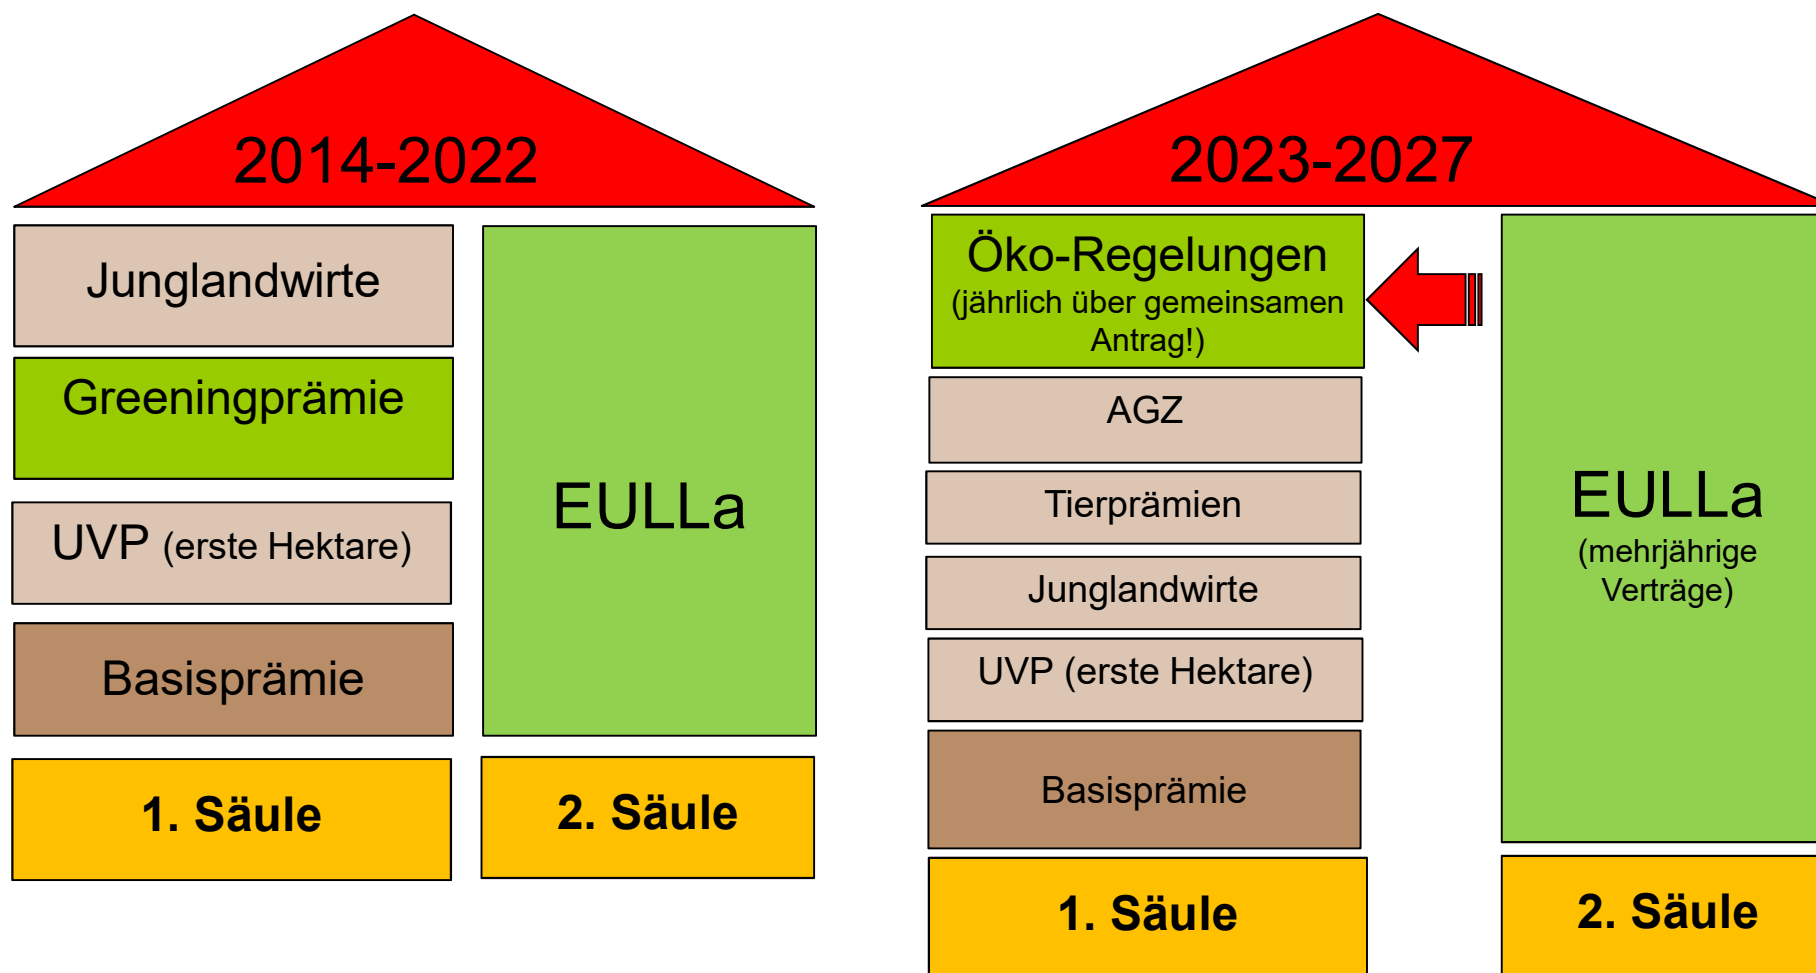 2014-2022
Junglandwirte
Greeningprämie
UVP (erste Hektare)
Basisprämie
1. Säule
EULLa
2. Säule
2023-2027
Öko-Regelungen
(jährlich über gemeinsamen
Antrag!)
AGZ
Tierprämien
Junglandwirte
UVP (erste Hektare)
Basisprämie
1. Säule
EULLa
(mehrjährige
Verträge)
2. Säule